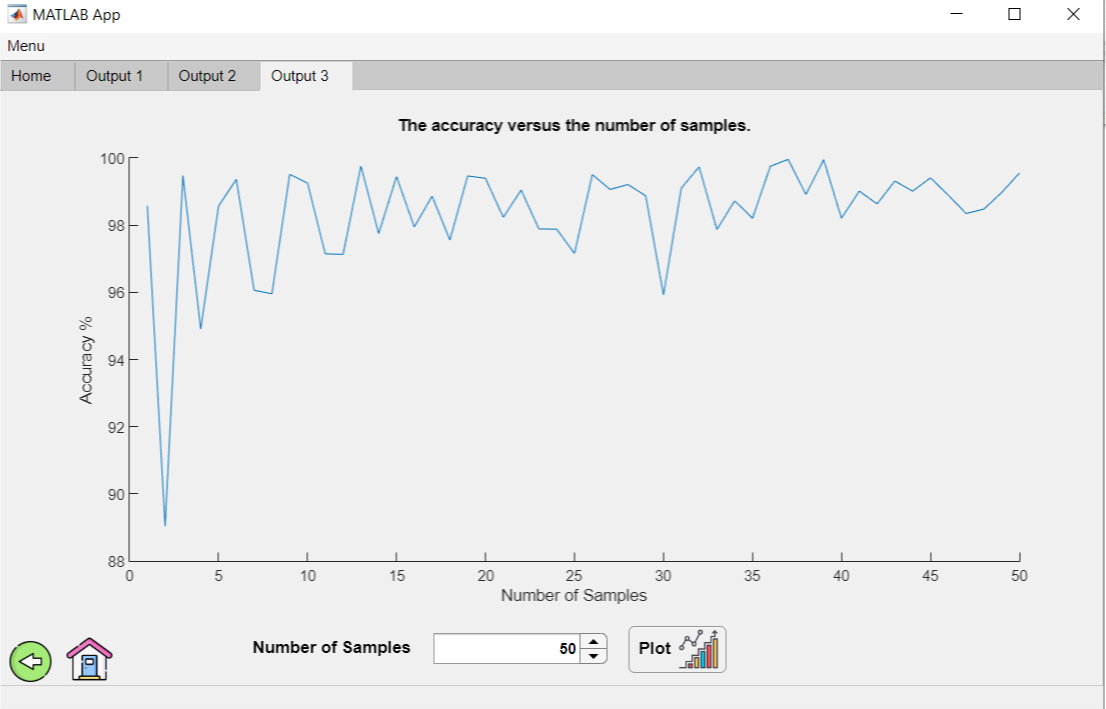 MATLAB App
Menu
Home Output 1 Output 2 Output 3
The accuracy versus the number of samples.
100
98
96
94
92
90
88
Accuracy %
0 5 10 15 20 25 30 35 40 45 50
Number of Samples
Number of Samples 50 Plot